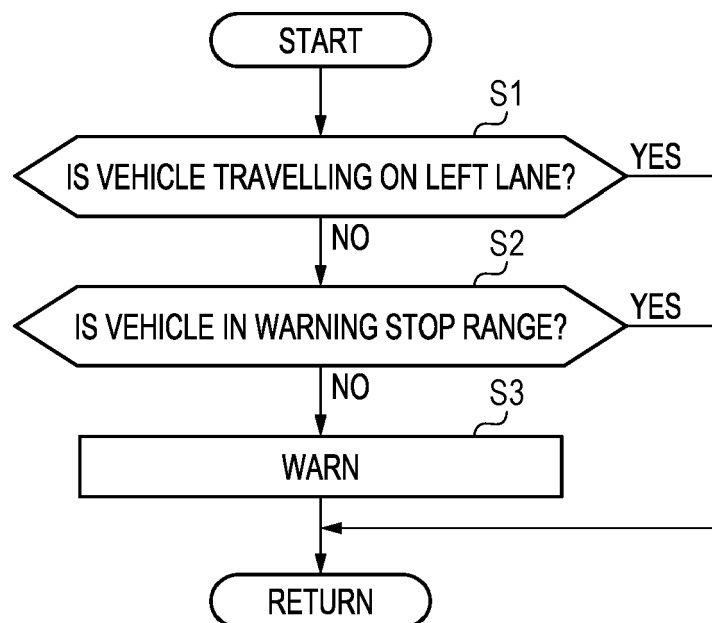 START
S1
IS VEHICLE TRAVELLING ON LEFT LANE?
YES
NO
S2
IS VEHICLE IN WARNING STOP RANGE?
YES
NO
S3
WARN
RETURN